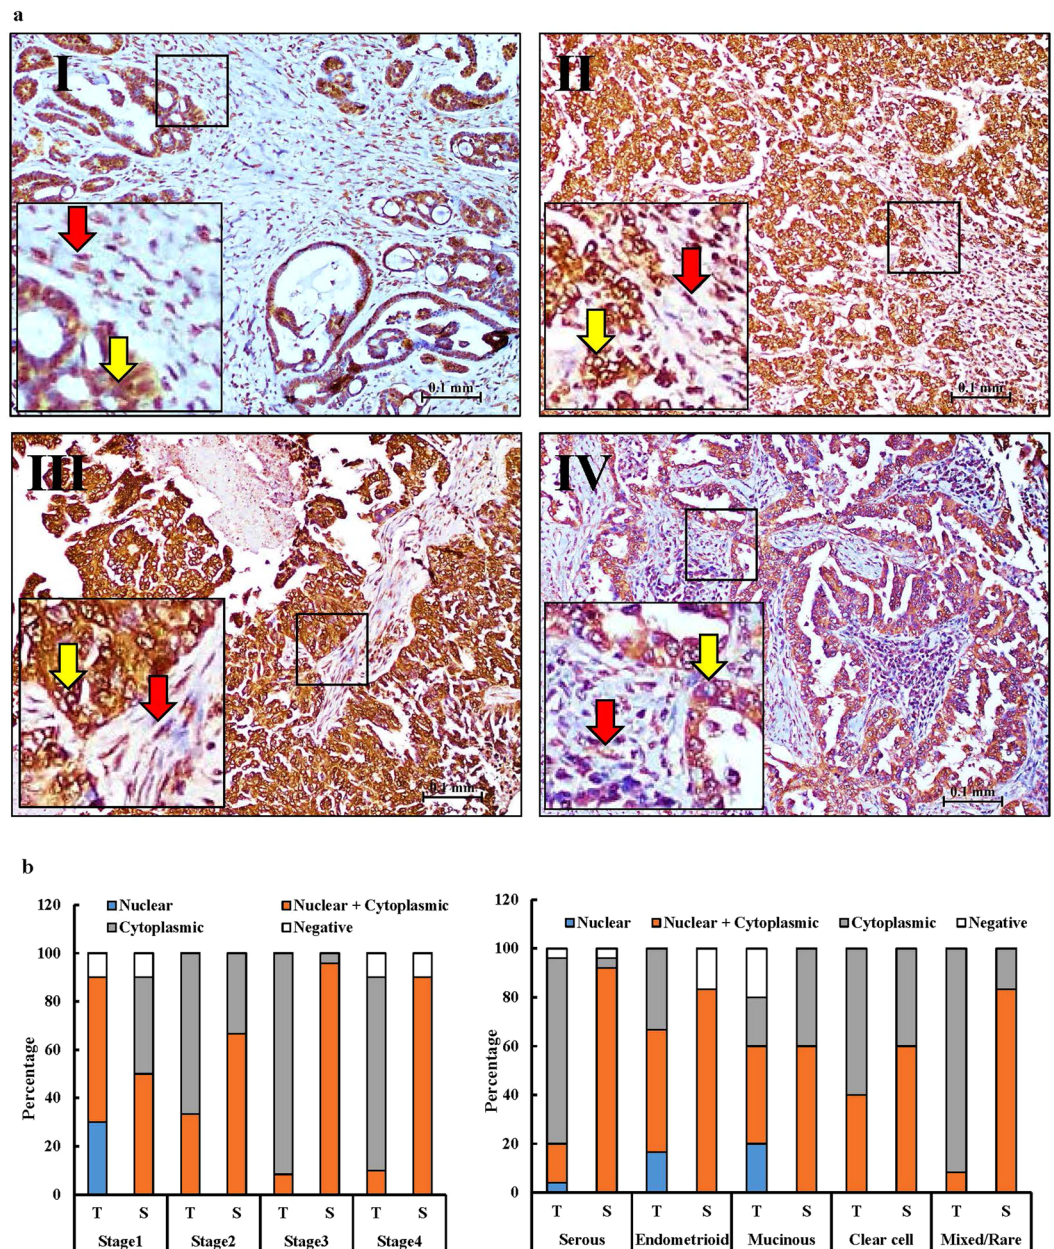 a
I
II
0.1 mm
0.1 mm
III
IV
0.1 mm
0.1 mm
b
Nuclear
Nuclear + Cytoplasmic
Cytoplasmic
Negative
Percentage
120
100
80
60
40
20
0
T S T S T S T S
Stage1 Stage2 Stage3 Stage4
Nuclear Nuclear + Cytoplasmic Cytoplasmic Negative
Percentage
120
100
80
60
40
20
0
T S T S T S T S T S
Serous Endometrioid Mucinous Clear cell Mixed/Rare